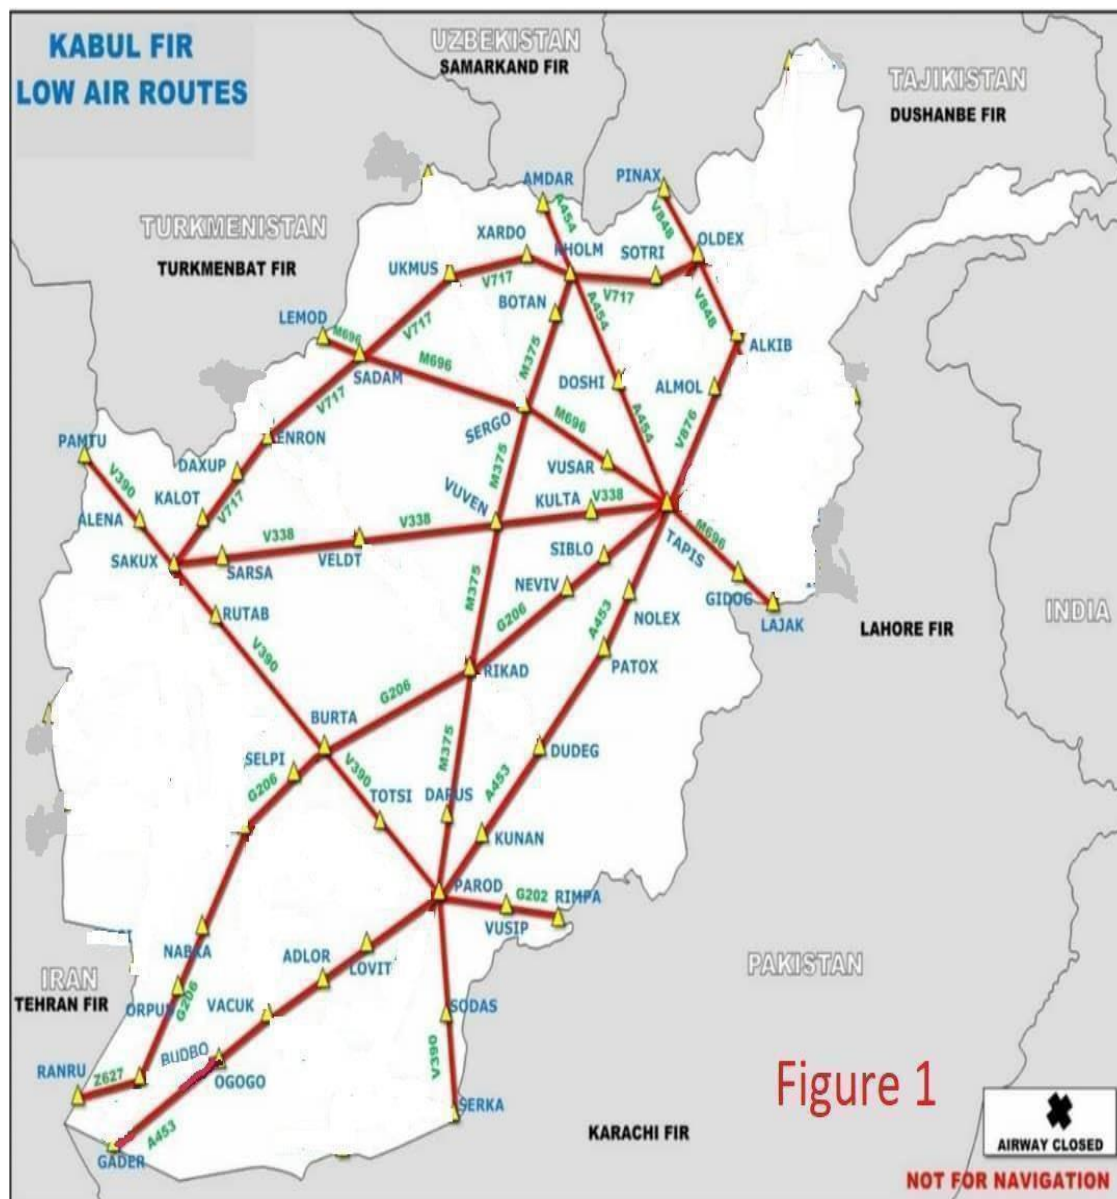 KABUL FIR
LOW AIR ROUTES
UZBEKISTAN
SAMARKAND FIR
TAJIKISTAN
DUSHANBE FIR
TURKMENISTAN
TURKMENBAT FIR
AMDAR
PINAX
A454
V848
XARDO
KHOLM
SOTRI
OLDEX
UKMUS
V717
V717
BOTAN
A454
V848
LEMOD
M696
V717
M696
M375
ALKIB
SADAM
DOSHI
ALMOL
V717
SERGO
M696
A454
V876
PAMTU
ENRON
DAXUP
VUSAR
V390
KALOT
V717
M375
VUVEN
KULTA
V338
ALENA
V338
V338
SAKUX
SARSA
VELDT
SIBLO
TAPIS
M696
NEVIV
GIDOG
LAJAK
RUTAB
M375
G206
A453
NOLEX
LAHORE FIR
INDIA
V390
RIKAD
PATOX
G206
BURTA
SELPI
V390
M375
DUDEG
G206
TOTSI
DARUS
A453
KUNAN
PAROD
G202
RIMPA
VUSIP
NABKA
ADLOR
LOVIT
PAKISTAN
IRAN
TEHRAN FIR
G206
VACUK
SODAS
RANRU
Z627
BUDBO
OGOGO
V390
SERKA
A453
GADER
KARACHI FIR
Figure 1
AIRWAY CLOSED
NOT FOR NAVIGATION